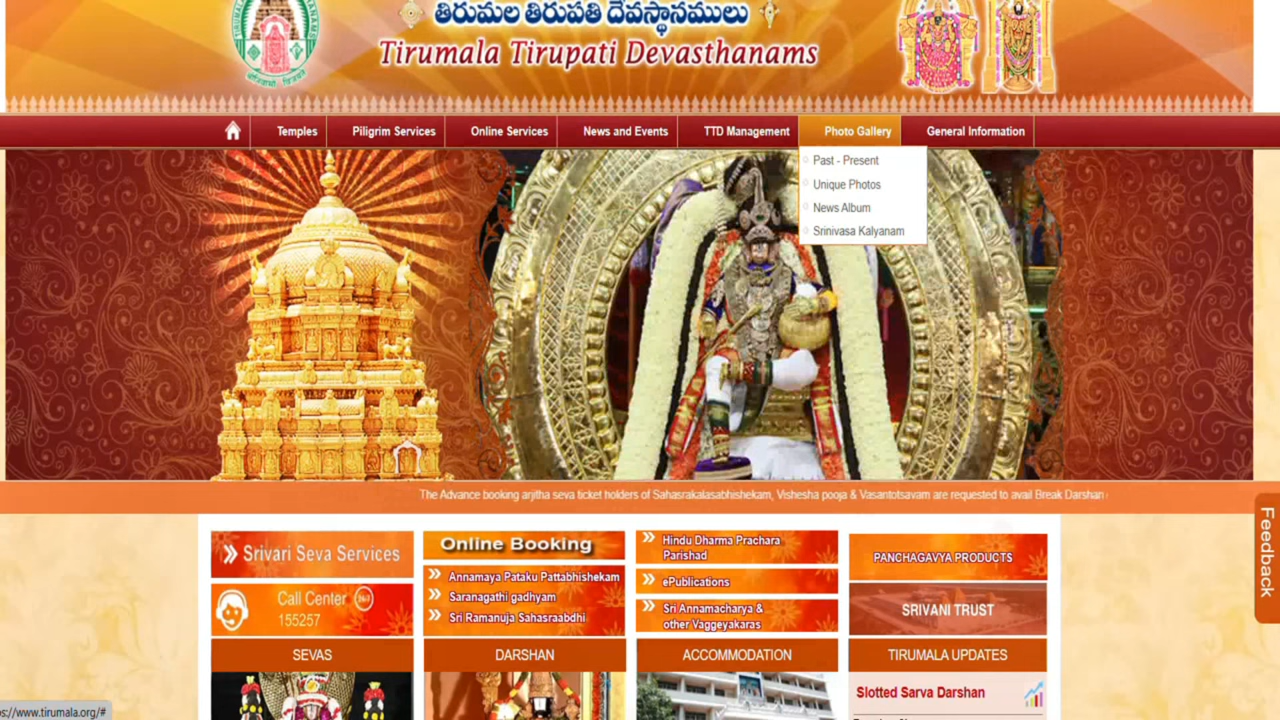 తిరుమల తిరుపతి దేవస్థానములు
Tirumala Tirupati Devasthanams
Temples
Piligrim Services
Online Services
News and Events
TTD Management
Photo Gallery
General Information
Past - Present
Unique Photos
News Album
Srinivasa Kalyanam
The Advance booking arjitha seva ticket holders of Sahasrakalasabhishekam, Vishesha pooja & Vasantotsavam are requested to avail Break Darshan
Feedback
Srivari Seva Services
Call Center
155257
Online Booking
Annamaya Pataku Pattabhishekam
Saranagathi gadhyam
Sri Ramanuja Sahasraabdhi
Hindu Dharma Prachara
Parishad
ePublications
Sri Annamacharya &
other Vaggeyakaras
PANCHAGAVYA PRODUCTS
SRIVANI TRUST
SEVAS
DARSHAN
ACCOMMODATION
TIRUMALA UPDATES
Slotted Sarva Darshan
s://www.tirumala.org/#